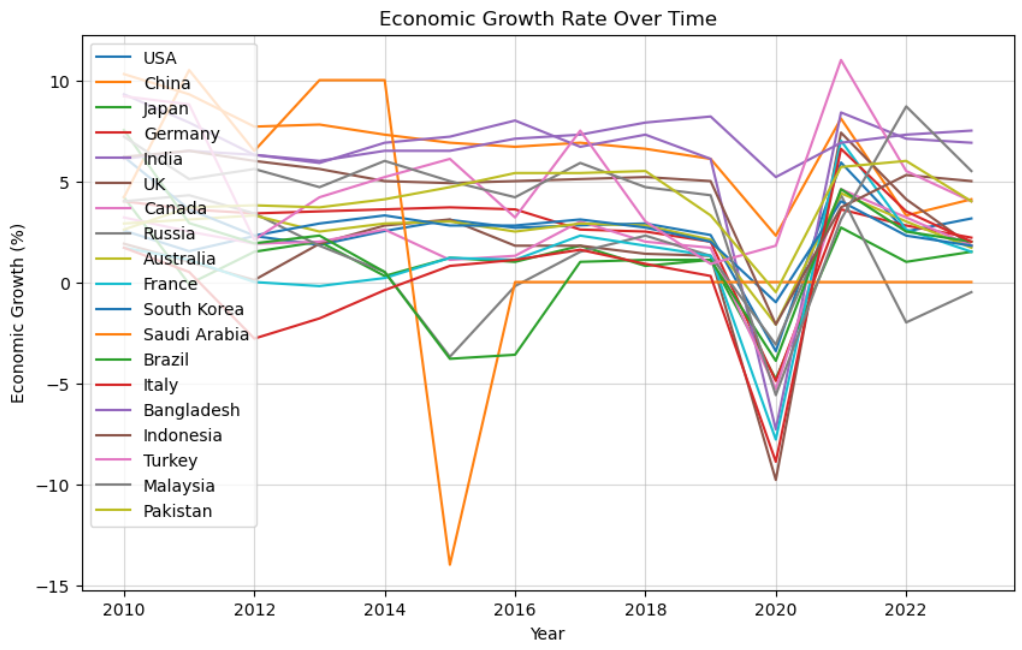 Economic Growth Rate Over Time
USA
China
Japan
Germany
India
UK
Canada
Russia
Australia
France
South Korea
Saudi Arabia
Brazil
Italy
Bangladesh
Indonesia
Turkey
Malaysia
Pakistan
Economic Growth (%)
10
5
0
−5
−10
−15
2010
2012
2014
2016
2018
2020
2022
Year